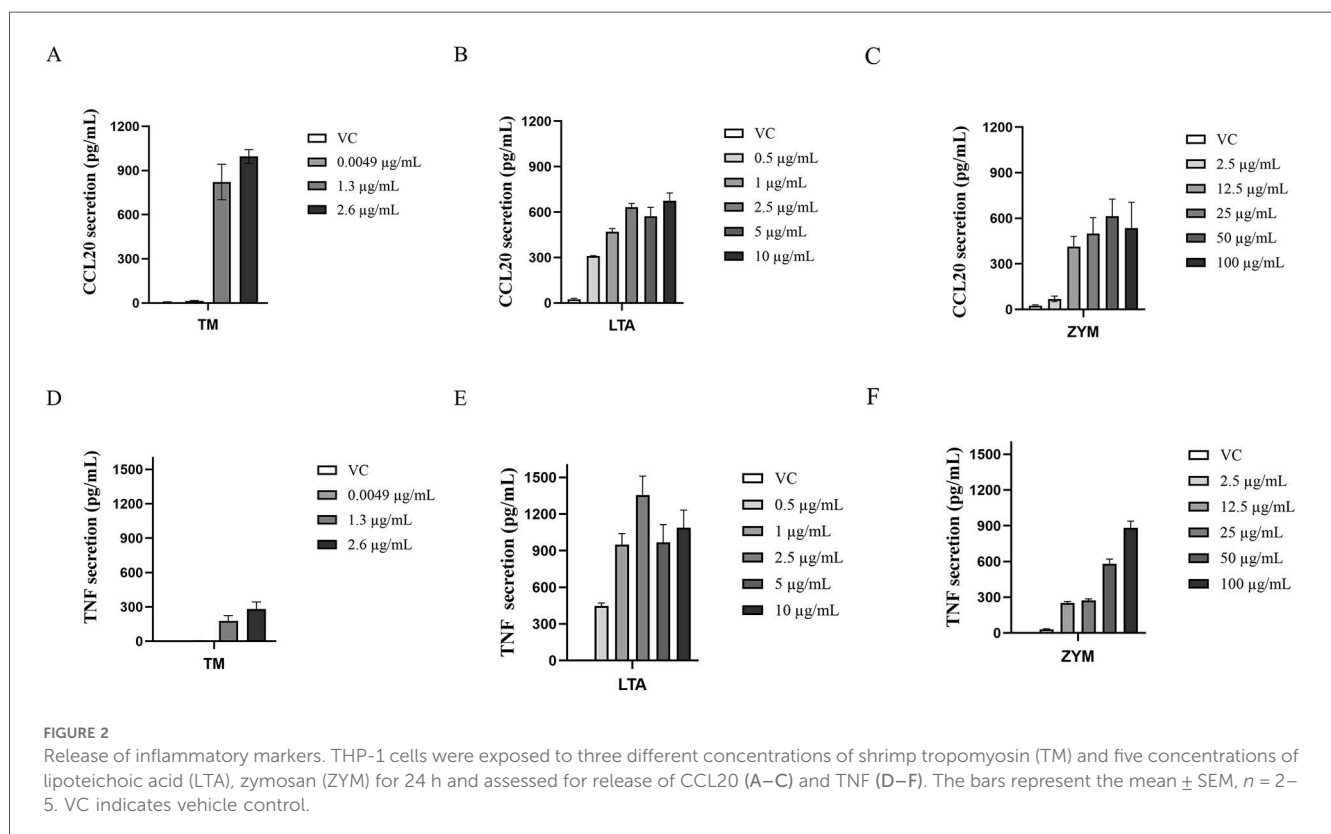 A
CCL20 secretion (pg/mL)
1200
900
600
300
0
TM
VC
0.0049 µg/mL
1.3 µg/mL
2.6 µg/mL
B
CCL20 secretion (pg/mL)
1200
900
600
300
0
LTA
VC
0.5 µg/mL
1 µg/mL
2.5 µg/mL
5 µg/mL
10 µg/mL
C
CCL20 secretion (pg/mL)
1200
900
600
300
0
ZYM
VC
2.5 µg/mL
12.5 µg/mL
25 µg/mL
50 µg/mL
100 µg/mL
D
TNF secretion (pg/mL)
1500
1200
900
600
300
0
TM
VC
0.0049 µg/mL
1.3 µg/mL
2.6 µg/mL
E
TNF secretion (pg/mL)
1500
1200
900
600
300
0
LTA
VC
0.5 µg/mL
1 µg/mL
2.5 µg/mL
5 µg/mL
10 µg/mL
F
TNF secretion (pg/mL)
1500
1200
900
600
300
0
ZYM
VC
2.5 µg/mL
12.5 µg/mL
25 µg/mL
50 µg/mL
100 µg/mL
FIGURE 2
Release of inflammatory markers. THP-1 cells were exposed to three different concentrations of shrimp tropomyosin (TM) and five concentrations of
lipoteichoic acid (LTA), zymosan (ZYM) for 24 h and assessed for release of CCL20 (A–C) and TNF (D–F). The bars represent the mean ± SEM, n = 2–
5. VC indicates vehicle control.